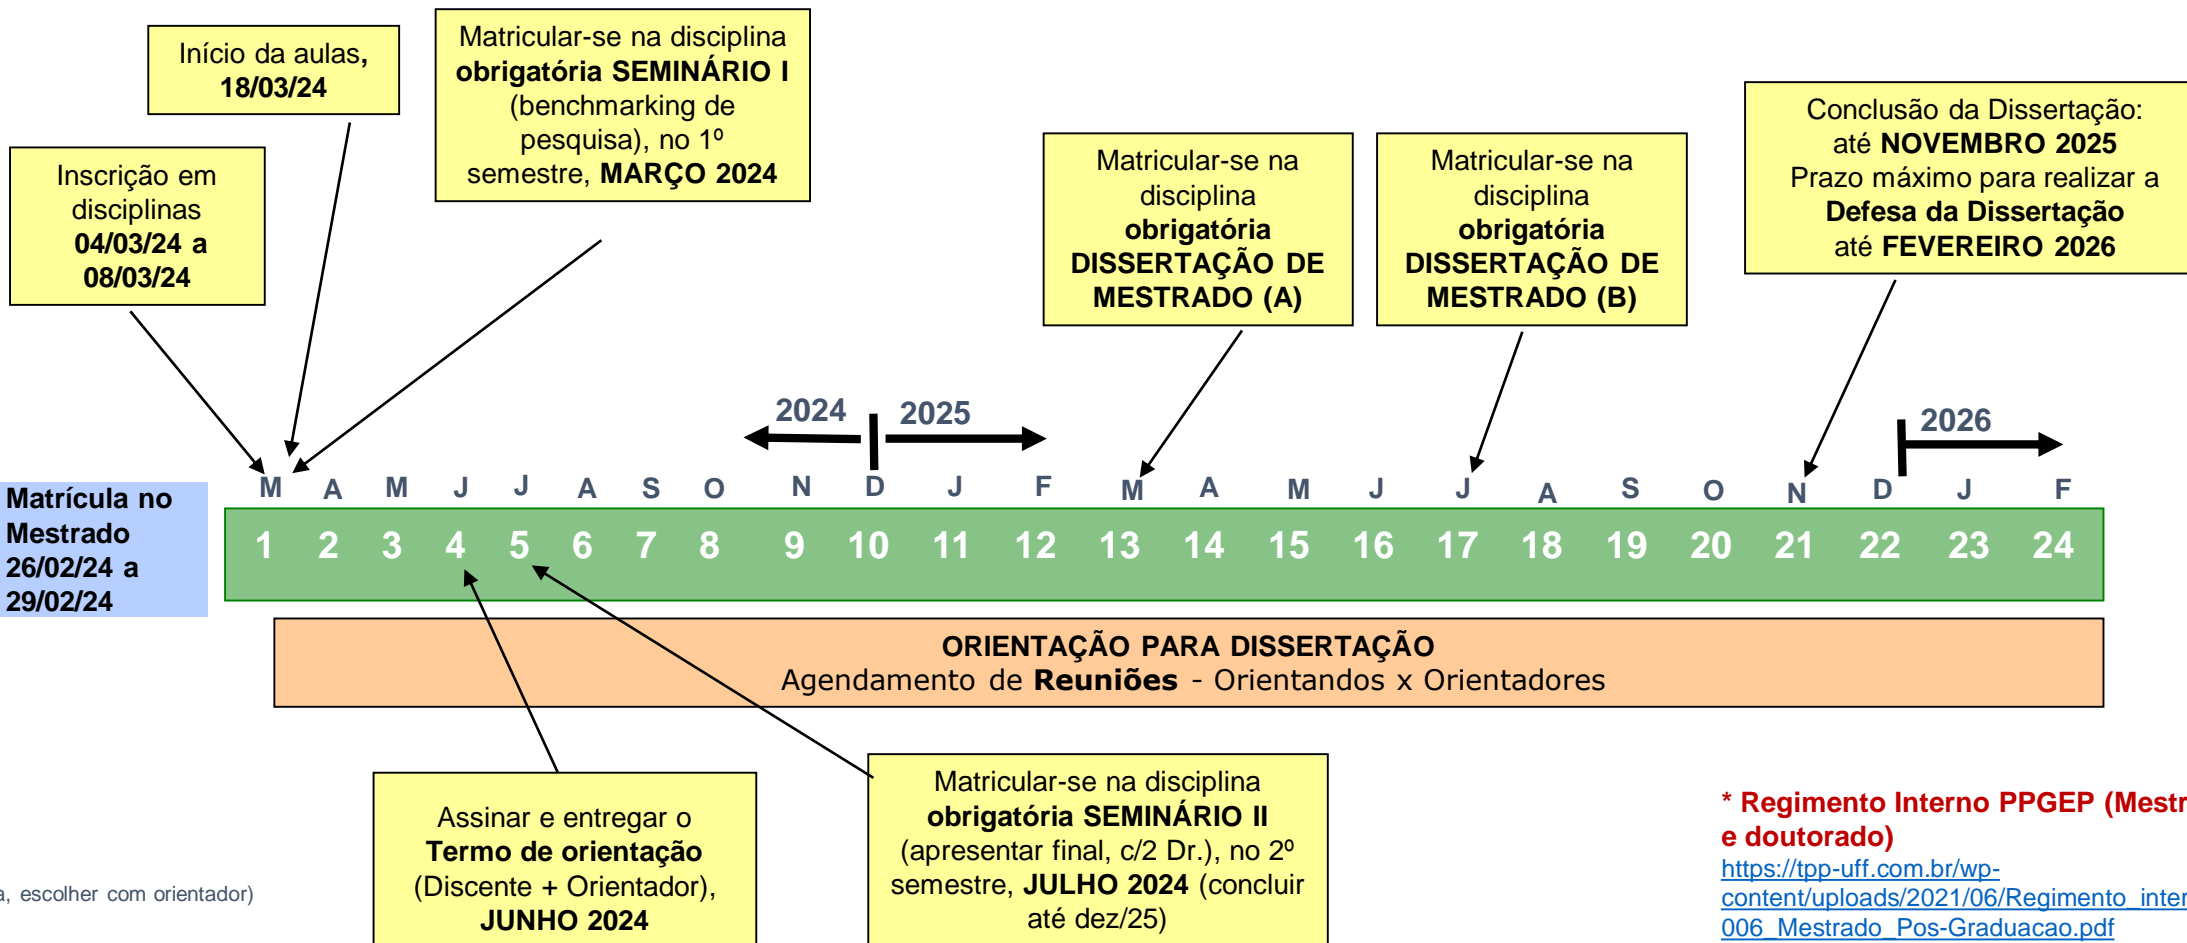 Início da aulas,
18/03/24
Matricular-se na disciplina
obrigatória SEMINÁRIO I
(benchmarking de
pesquisa), no 1º
semestre, MARÇO 2024
Inscrição em
disciplinas
04/03/24 a
08/03/24
Matricular-se na
disciplina
obrigatória
DISSERTAÇÃO DE
MESTRADO (A)
Matricular-se na
disciplina
obrigatória
DISSERTAÇÃO DE
MESTRADO (B)
Conclusão da Dissertação:
até NOVEMBRO 2025
Prazo máximo para realizar a
Defesa da Dissertação
até FEVEREIRO 2026
2024 2025 2026
M A M J J A S O N D J F M A M J J A S O N D J F
Matrícula no
Mestrado
26/02/24 a
29/02/24
1 2 3 4 5 6 7 8 9 10 11 12 13 14 15 16 17 18 19 20 21 22 23 24
ORIENTAÇÃO PARA DISSERTAÇÃO
Agendamento de Reuniões - Orientandos x Orientadores
Assinar e entregar o
Termo de orientação
(Discente + Orientador),
JUNHO 2024
Matricular-se na disciplina
obrigatória SEMINÁRIO II
(apresentar final, c/2 Dr.), no 2º
semestre, JULHO 2024 (concluir
até dez/25)
a, escolher com orientador)
* Regimento Interno PPGEP (Mestr
e doutorado)
https://tpp-uff.com.br/wp-
content/uploads/2021/06/Regimento_inter
006_Mestrado_Pos-Graduacao.pdf